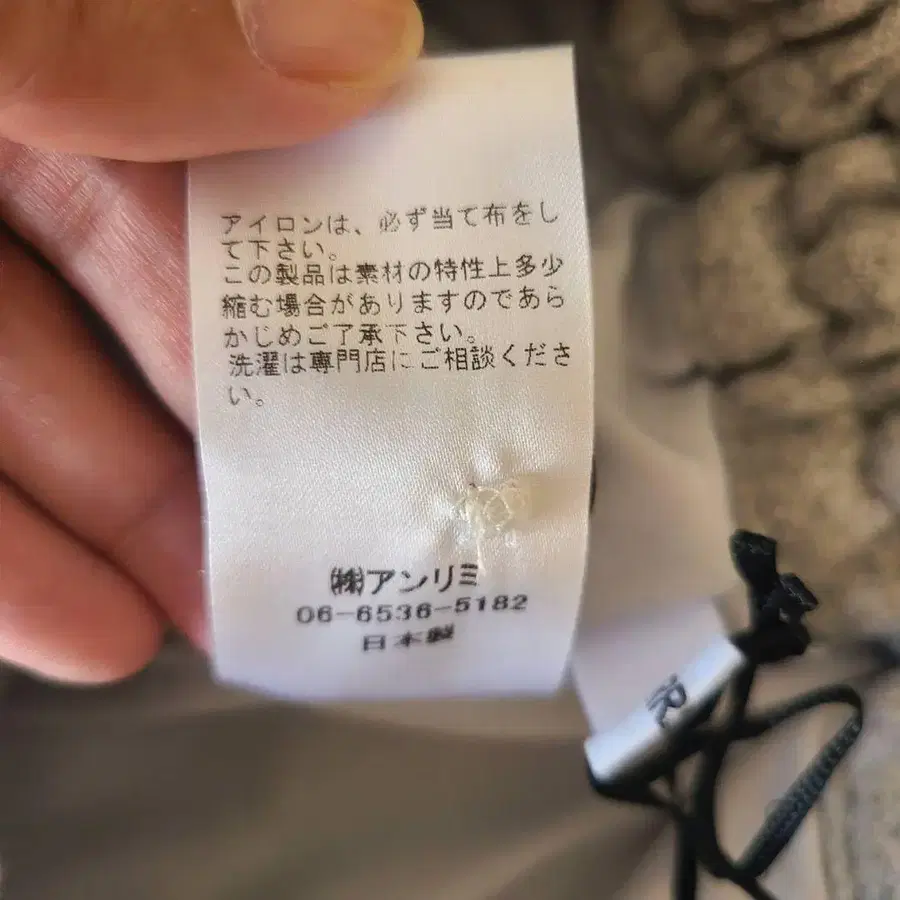 アイロンは、必ず当て布をし
て下さい。
この製品は素材の特性上多少
縮む場合がありますのであら
かじめご了承下さい。
洗濯は専門店にご相談くださ
い。
㈱アンリミ
06-6536-5182
日本製
R